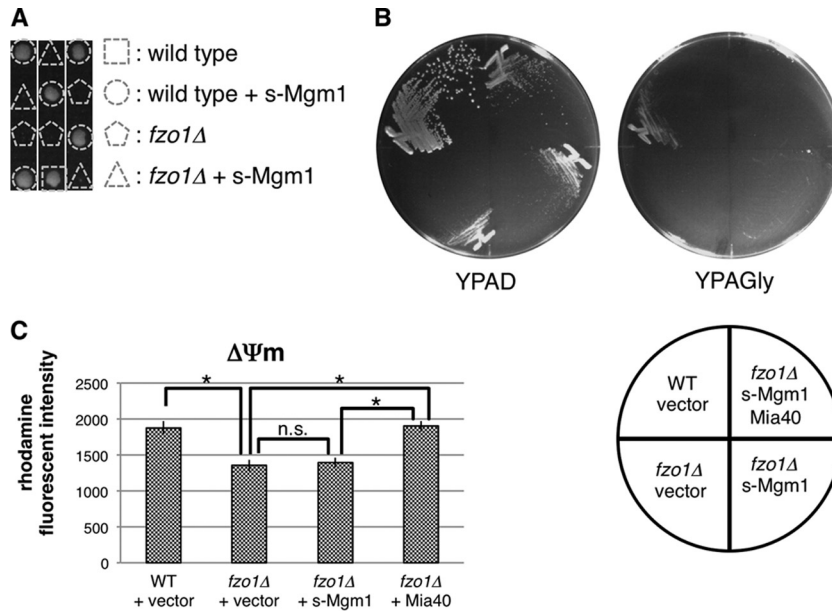 A
: wild type
: wild type + s-Mgm1
: fzo1Δ
: fzo1Δ + s-Mgm1
B
YPAD
YPAGly
WT
vector
fzo1Δ
s-Mgm1
Mia40
fzo1Δ
vector
fzo1Δ
s-Mgm1
C
ΔΨm
rhodamine
fluorescent intensity
2500
2000
1500
1000
500
0
*
*
*
n.s.
WT
+ vector
fzo1Δ
+ vector
fzo1Δ
+ s-Mgm1
fzo1Δ
+ Mia40